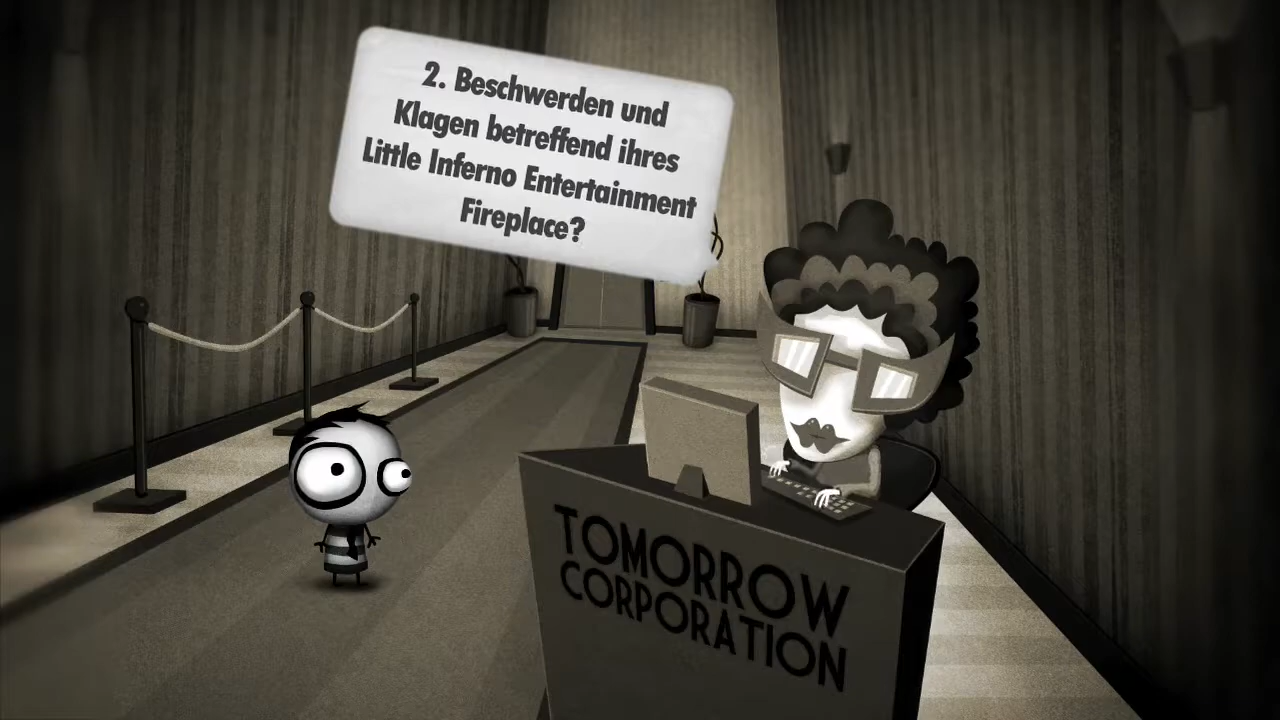 2. Beschwerden und
Klagen betreffend ihres
Little Inferno Entertainment
Fireplace?
TOMORROW
CORPORATION